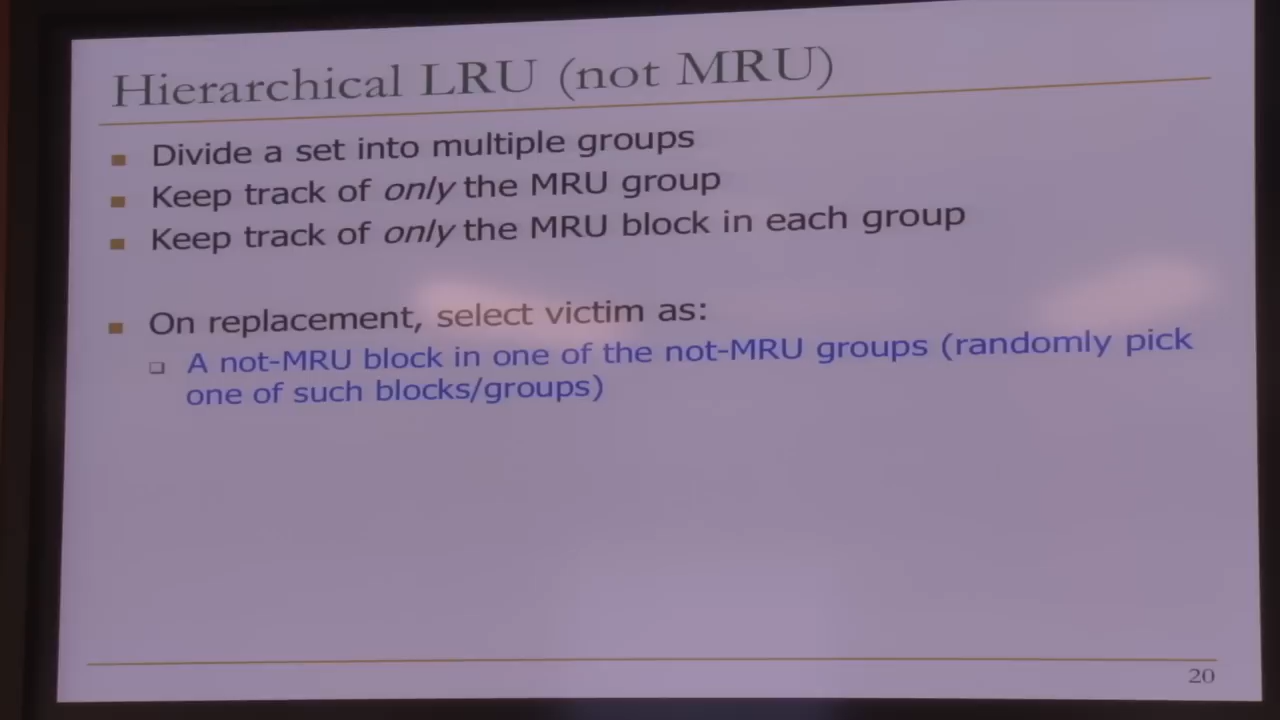 Hierarchical LRU (not MRU)
Divide a set into multiple groups
Keep track of only the MRU group
Keep track of only the MRU block in each group
On replacement, select victim as:
A not-MRU block in one of the not-MRU groups (randomly pick
one of such blocks/groups)
20